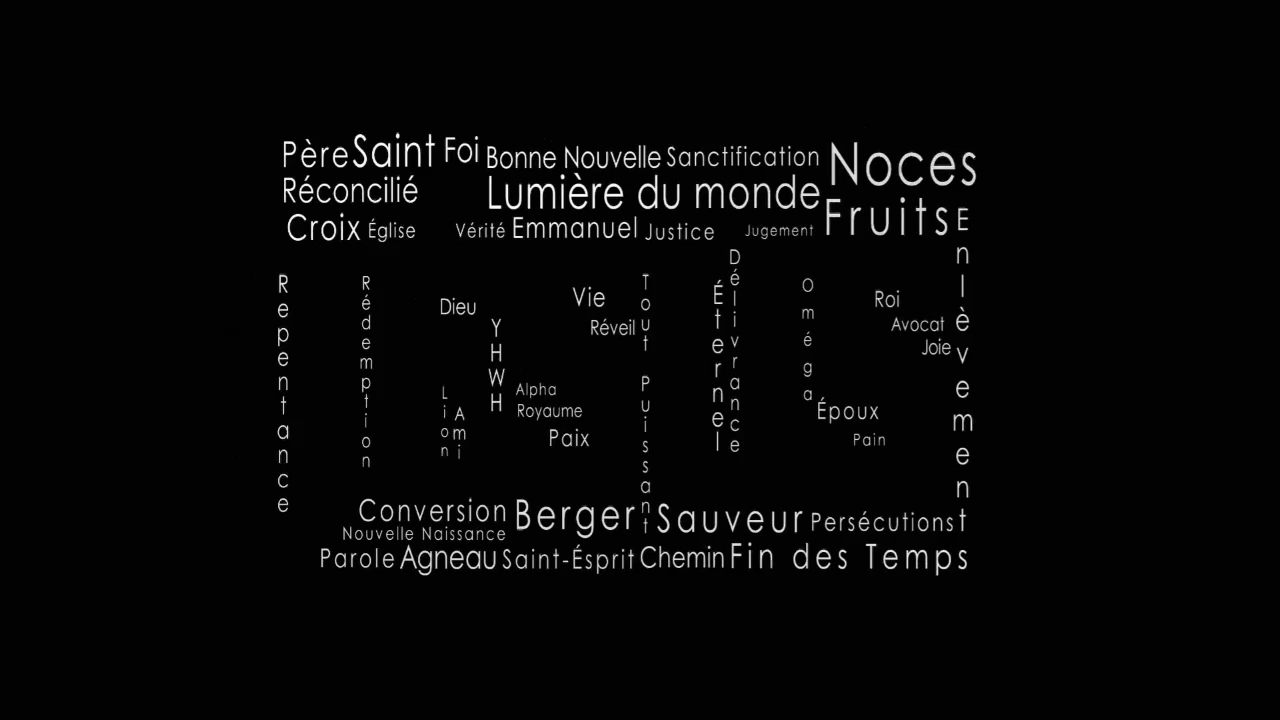 Père Saint Foi Bonne Nouvelle Sanctification Noces
Réconcilié Lumière du monde Fruits
Croix Église Vérité Emmanuel Justice Jugement
Enlèvement
Repentance
Rédemption
Dieu
YHWH
Lion
Ami
Alpha
Royaume
Paix
Vie
Réveil
Tout Puissant
Éternel
Délivrance
Oméga
Roi
Avocat
Joie
Époux
Pain
Conversion Berger Sauveur Persécutions
Nouvelle Naissance
Parole Agneau Saint-Ésprit Chemin Fin des Temps